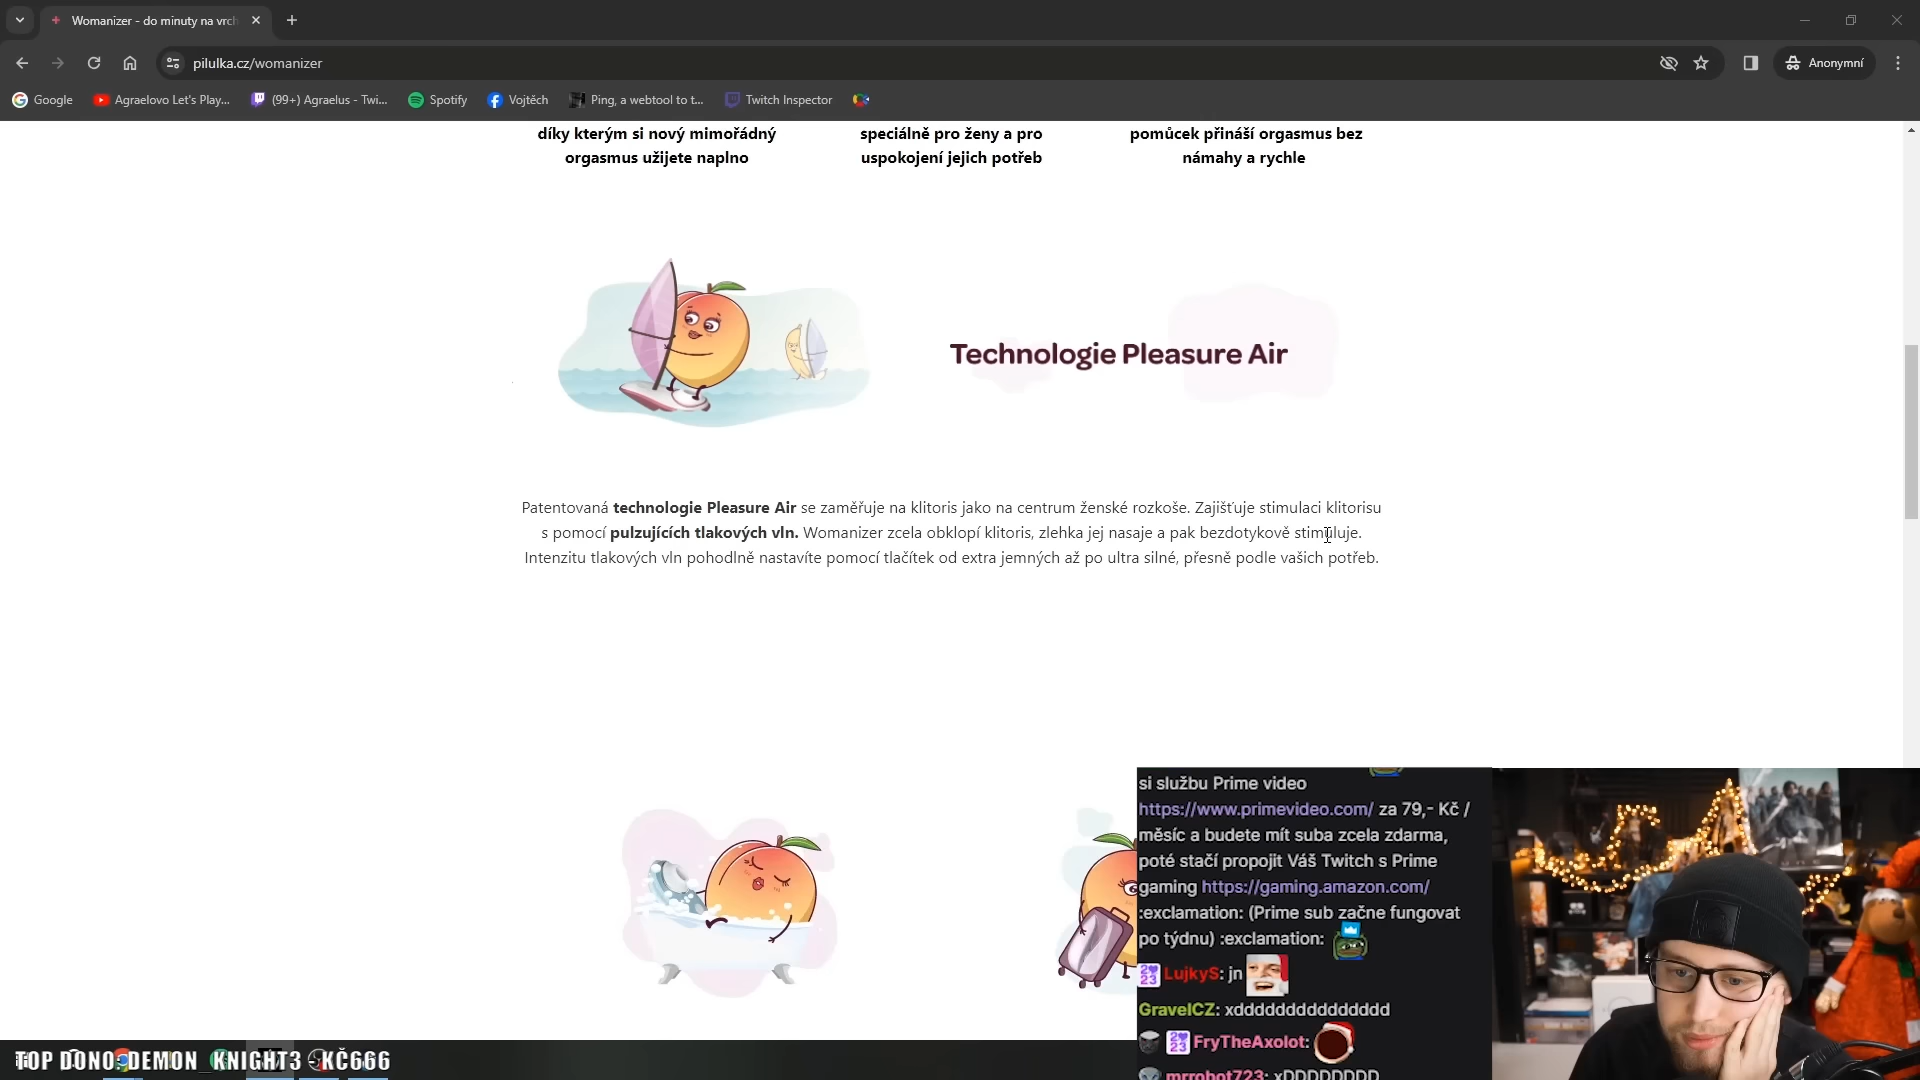 Womanizer - do minuty na vrch
pilulka.cz/womanizer
Anonymní
Google
Agraelovo Let's Play...
(99+) Agraelus - Twi...
Spotify
Vojtěch
Ping, a webtool to t...
Twitch Inspector
díky kterým si nový mimořádný
orgasmus užijete naplno
speciálně pro ženy a pro
uspokojení jejich potřeb
pomůcek přináší orgasmus bez
námahy a rychle
Technologie Pleasure Air
Patentovaná technologie Pleasure Air se zaměřuje na klitoris jako na centrum ženské rozkoše. Zajišťuje stimulaci klitorisu
s pomocí pulzujících tlakových vln. Womanizer zcela obklopí klitoris, zlehka jej nasaje a pak bezdotykově stimuluje.
Intenzitu tlakových vln pohodlně nastavíte pomocí tlačítek od extra jemných až po ultra silné, přesně podle vašich potřeb.
si službu Prime video
https://www.primevideo.com/ za 79,- Kč /
měsíc a budete mít suba zcela zdarma,
poté stačí propojit Váš Twitch s Prime
gaming https://gaming.amazon.com/
:exclamation: (Prime sub začne fungovat
po týdnu) :exclamation:
LujkyS: jn
GravelCZ: xddddddddddddddd
FryTheAxolot:
mrrobot723: xDDDDDDDD
TOP DONO: DEMON_KNIGHT3 - KČ666